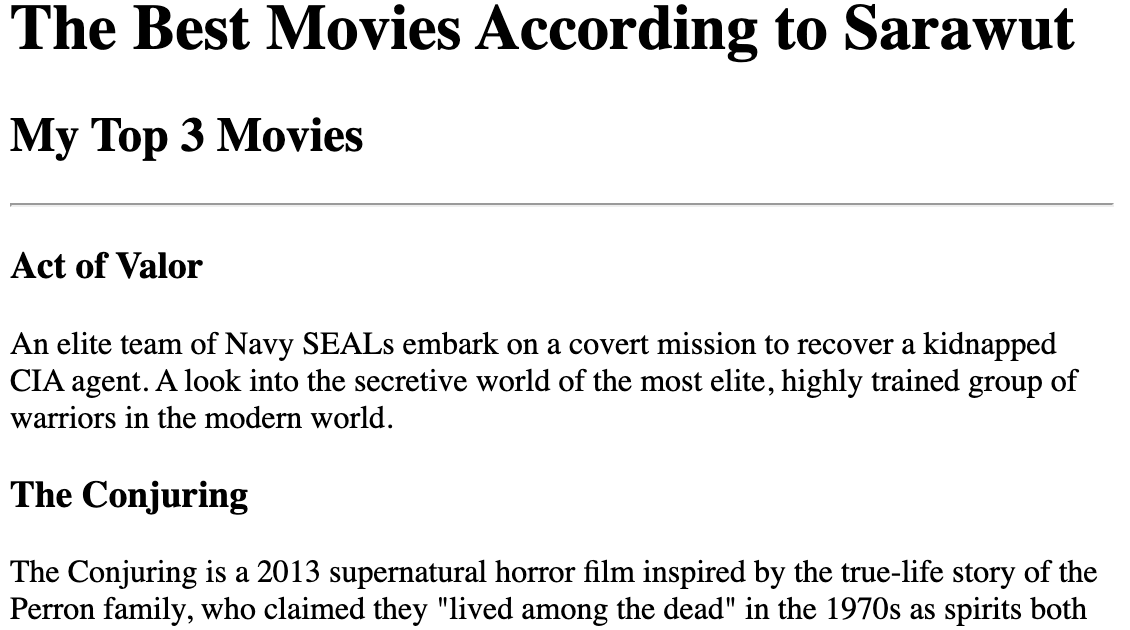 The Best Movies According to Sarawut
My Top 3 Movies
Act of Valor
An elite team of Navy SEALs embark on a covert mission to recover a kidnapped
CIA agent. A look into the secretive world of the most elite, highly trained group of
warriors in the modern world.
The Conjuring
The Conjuring is a 2013 supernatural horror film inspired by the true-life story of the
Perron family, who claimed they "lived among the dead" in the 1970s as spirits both